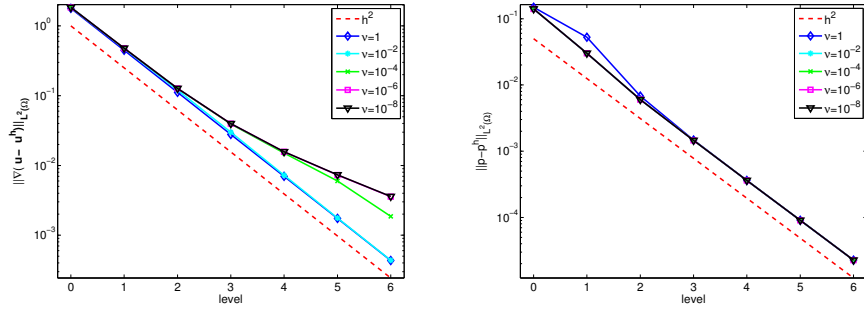 ||∇( u − u^h)||_{L^2(Ω)}
10^0
10^{-1}
10^{-2}
10^{-3}
0 1 2 3 4 5 6
level
h^2
ν=1
ν=10^{-2}
ν=10^{-4}
ν=10^{-6}
ν=10^{-8}
||p−p^h||_{L^2(Ω)}
10^{-1}
10^{-2}
10^{-3}
10^{-4}
0 1 2 3 4 5 6
level
h^2
ν=1
ν=10^{-2}
ν=10^{-4}
ν=10^{-6}
ν=10^{-8}